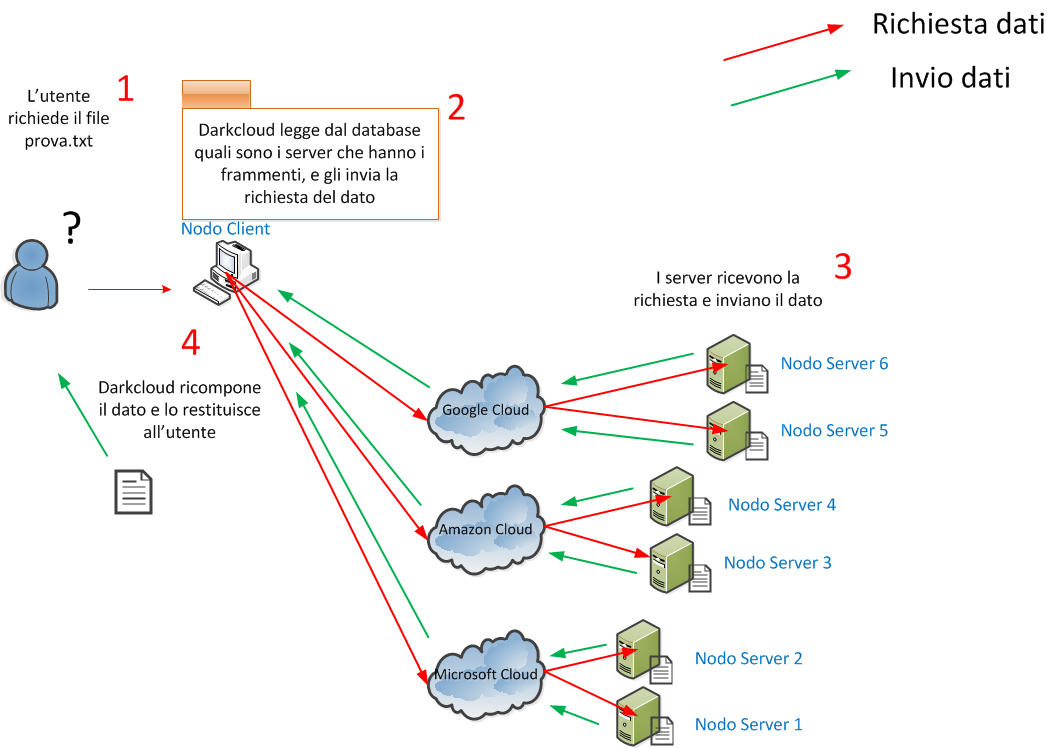 Richiesta dati
Invio dati
1
L'utente
richiede il file
prova.txt
2
Darkcloud legge dal database
quali sono i server che hanno i
frammenti, e gli invia la
richiesta del dato
Nodo Client
?
3
I server ricevono la
richiesta e inviano il dato
4
Darkcloud ricompone
il dato e lo restituisce
all'utente
Google Cloud
Nodo Server 6
Nodo Server 5
Amazon Cloud
Nodo Server 4
Nodo Server 3
Microsoft Cloud
Nodo Server 2
Nodo Server 1